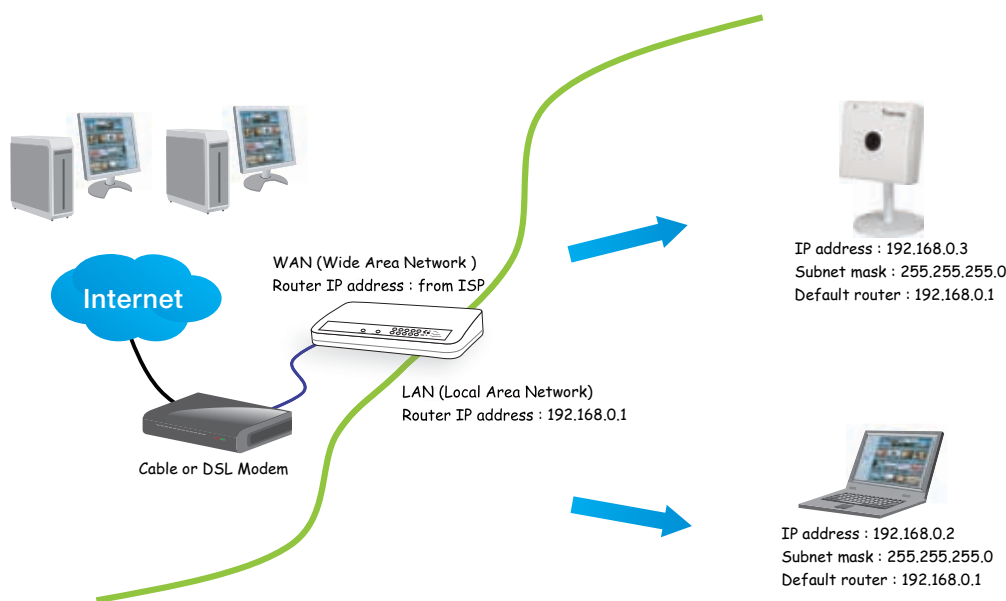 WAN (Wide Area Network )
Router IP address : from ISP
Internet
Cable or DSL Modem
LAN (Local Area Network)
Router IP address : 192.168.0.1
IP address : 192.168.0.3
Subnet mask : 255.255.255.0
Default router : 192.168.0.1
IP address : 192.168.0.2
Subnet mask : 255.255.255.0
Default router : 192.168.0.1